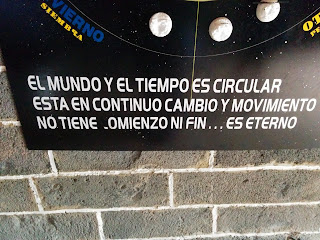 VIERNO
SIEMBRA
EL MUNDO Y EL TIEMPO ES CIRCULAR
ESTA EN CONTINUO CAMBIO Y MOVIMIENTO
NO TIENE .OMIENZO NI FIN... ES ETERNO